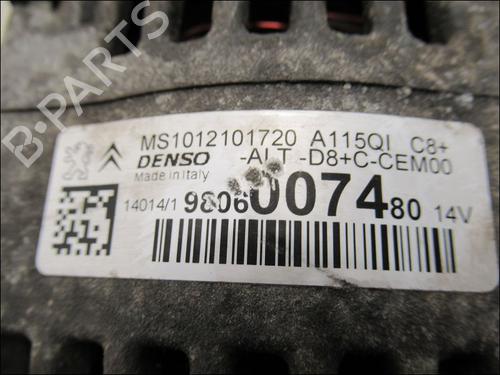 MS1012101720 A115QI C8+
DENSO -ALT-D8+C-CEM00
Made in Italy
14014/1 9806007480 14V
B-PARTS